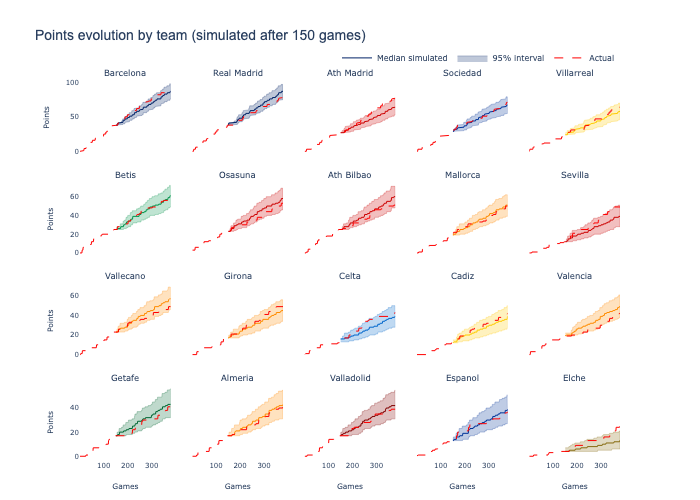 Points evolution by team (simulated after 150 games)
Median simulated 95% interval Actual
Barcelona Real Madrid Ath Madrid Sociedad Villarreal
100
50
0
Points
Betis Osasuna Ath Bilbao Mallorca Sevilla
60
40
20
0
Points
Vallecano Girona Celta Cadiz Valencia
60
40
20
0
Points
Getafe Almeria Valladolid Espanol Elche
40
20
0
Points
100 200 300 100 200 300 100 200 300 100 200 300 100 200 300
Games Games Games Games Games